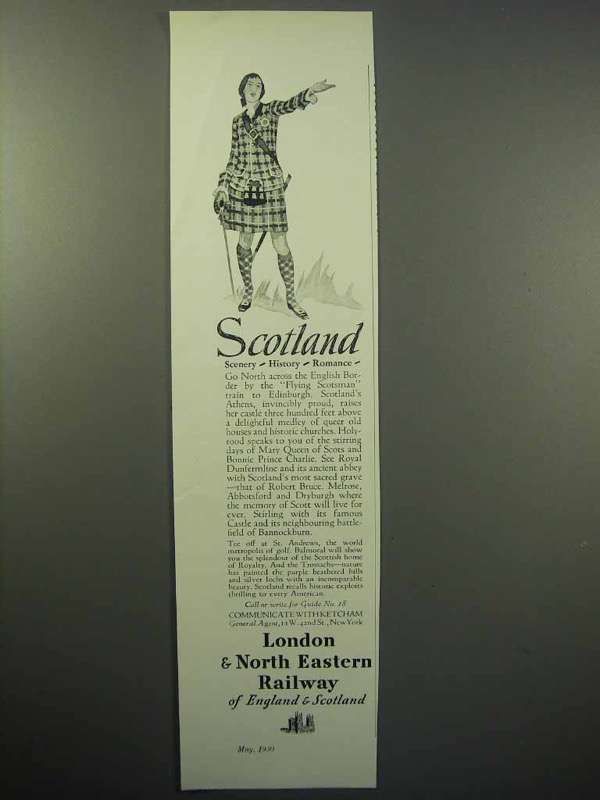 Scotland
Scenery - History - Romance -
Go North across the English Bor-
der by the "Flying Scotsman"
train to Edinburgh. Scotland's
Athens, invincibly proud, raises
her castle three hundred feet above
a delightful medley of queer old
houses and historic churches. Holy-
rood speaks to you of the stirring
days of Mary Queen of Scots and
Bonnie Prince Charlie. See Royal
Dunfermline and its ancient abbey
with Scotland's most sacred grave
—that of Robert Bruce. Melrose,
Abbotsford and Dryburgh where
the memory of Scott will live for
ever. Stirling with its famous
Castle and its neighbouring battle-
field of Bannockburn.
Tee off at St. Andrews, the world
metropolis of golf. Balmoral will show
you the splendour of the Scottish home
of Royalty. And the Trossachs—nature
has painted the purple heathered hills
and silver lochs with an incomparable
beauty. Scotland recalls historic exploits
thrilling to every American.
Call or write for Guide No. 18
COMMUNICATE WITH KETCHAM
General Agent, 11 W. 42nd St., New York
London
& North Eastern
Railway
of England & Scotland
May, 1930